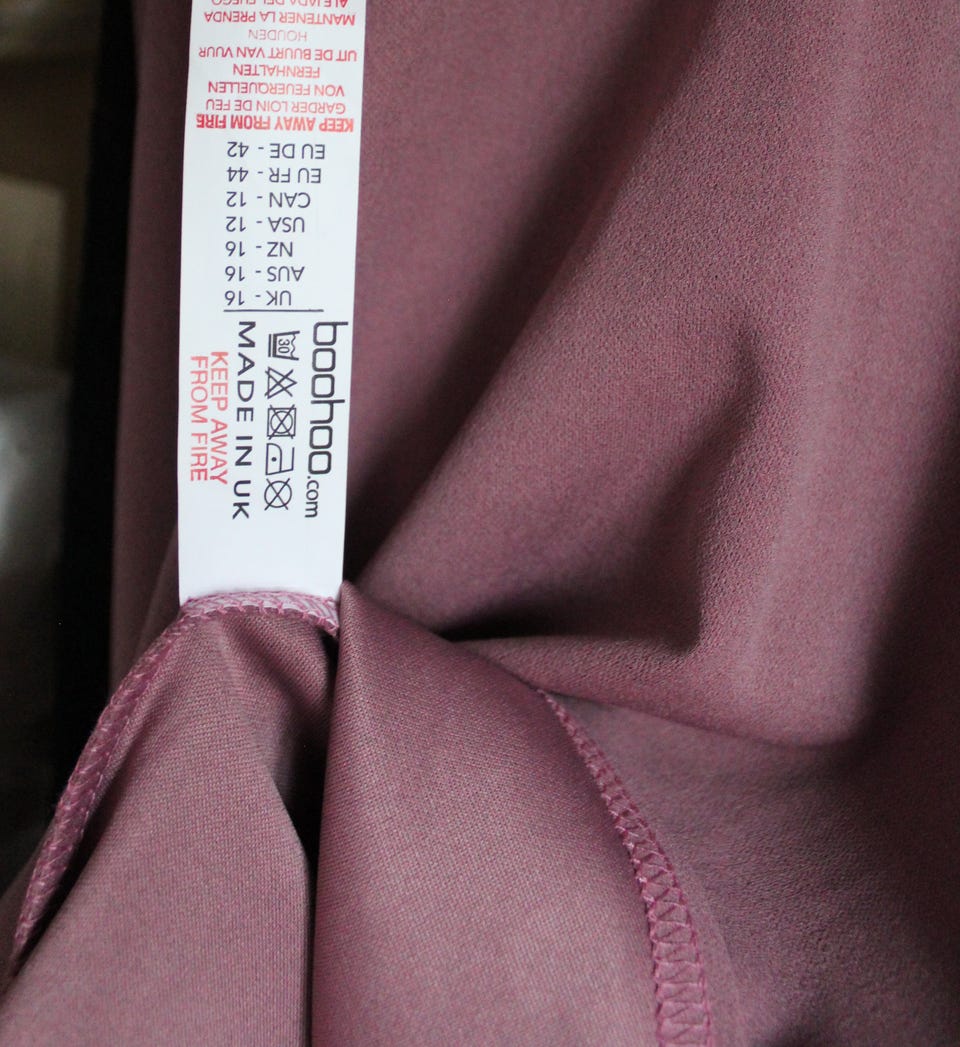 boohoo.com
30
MADE IN UK
KEEP AWAY
FROM FIRE
UK - 16
AUS - 16
NZ - 16
USA - 12
CAN - 12
EU FR - 44
EU DE - 42
KEEP AWAY FROM FIRE
GARDER LOIN DE FEU
VON FEUERQUELLEN
FERNHALTEN
UIT DE BUURT VAN VUUR
HOUDEN
MANTENER LA PRENDA
ALEJADA DEL FUEGO